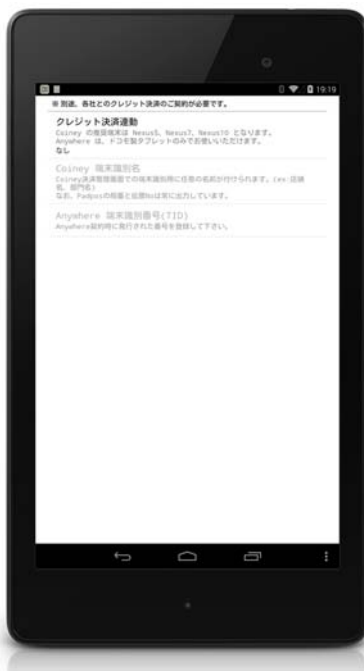 19:19
※ 別途、各社とのクレジット決済のご契約が必要です。
クレジット決済連動
Coiney の推奨端末は Nexus5、Nexus7、Nexus10 となります。
Anywhere は、ドコモ製タブレットのみでお使いいただけます。
なし
Coiney 端末識別名
Coiney決済管理画面での端末識別用に任意の名前が付けられます。(ex.店舗
名、部門名)
なお、Padposの
は常に出力しています。
Anywhere 端末識別番号(TID)
Anywhere契約時に発行された番号を登録して下さい。